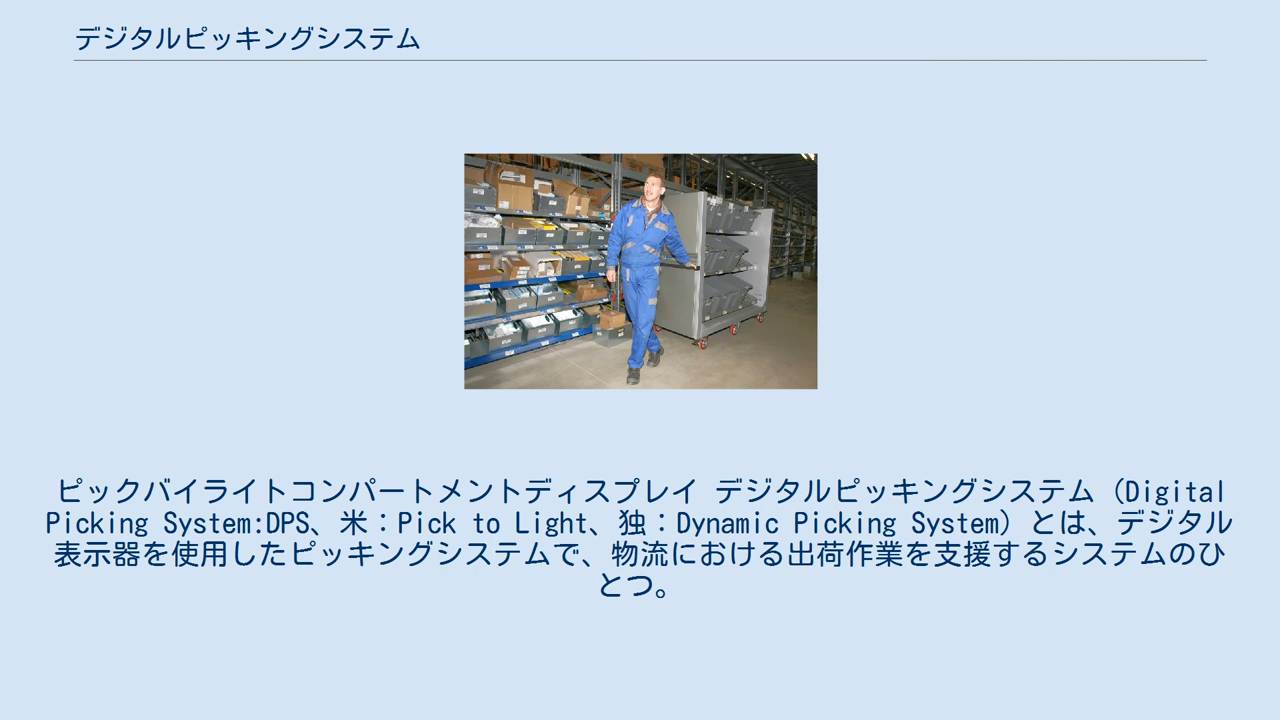 デジタルピッキングシステム
ピックバイライトコンパートメントディスプレイ デジタルピッキングシステム（Digital
Picking System:DPS、米：Pick to Light、独：Dynamic Picking System）とは、デジタル
表示器を使用したピッキングシステムで、物流における出荷作業を支援するシステムのひ
とつ。